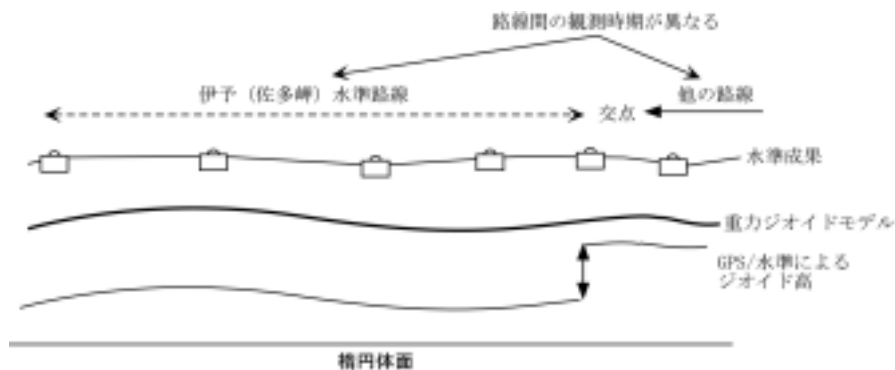 路線間の観測時期が異なる
伊予（佐多岬）水準路線
交点
他の路線
水準成果
重力ジオイドモデル
GPS/水準による
ジオイド高
楕円体面